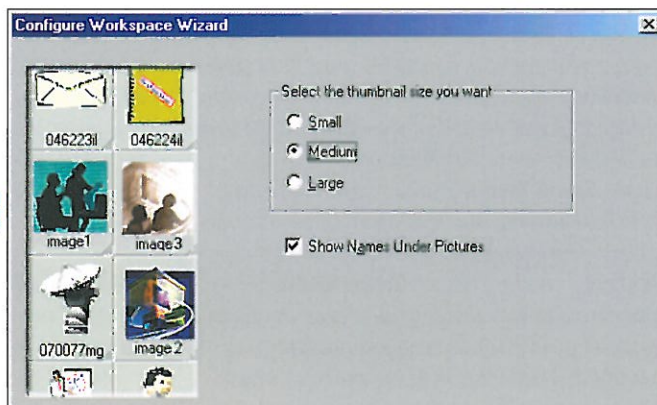 Configure Workspace Wizard
046223il
046224il
image1
image3
070077mg
image2
Select the thumbnail size you want
Small
Medium
Large
Show Names Under Pictures